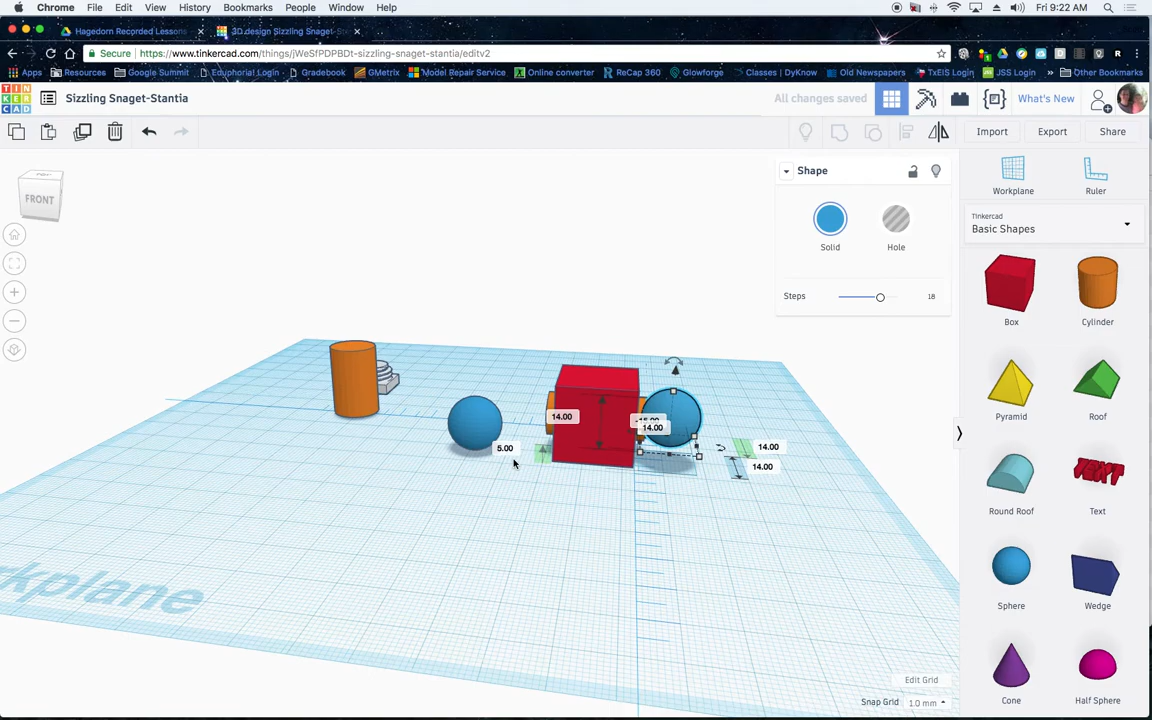 Chrome File Edit View History Bookmarks People Window Help Fri 9:22 AM
Hagedorn Recorded Lessons 3D design Sizzling Snaget-Sta
Secure https://www.tinkercad.com/things/jWeSfPDPBDt-sizzling-snaget-stantia/editv2
Apps Resources Google Summit Euphoria! Login Gradebook GMetrix Model Repair Service Online converter ReCap 360 Glowforge Classes | DyKnow Old Newspapers TxEIS Login JSS Login Other Bookmarks
TIN KER CAD Sizzling Snaget-Stantia All changes saved What's New
Import Export Shape Share
FRONT
Workplane Ruler
Solid Hole
Tinkercad
Basic Shapes
Steps 18
Box Cylinder
Pyramid Roof
14.00 14.00
5.00 14.00
14.00
Round Roof Text
Sphere Wedge
rkplane
Cone Half Sphere
Edit Grid
Snap Grid 1.0 mm